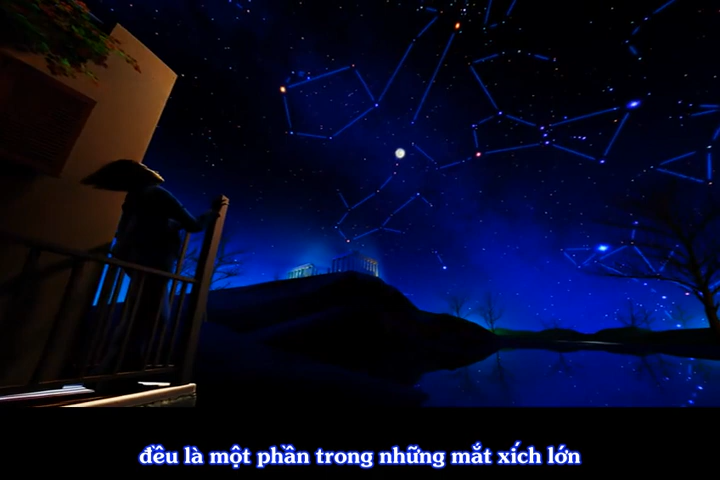 đều là một phần trong những mắt xích lớn